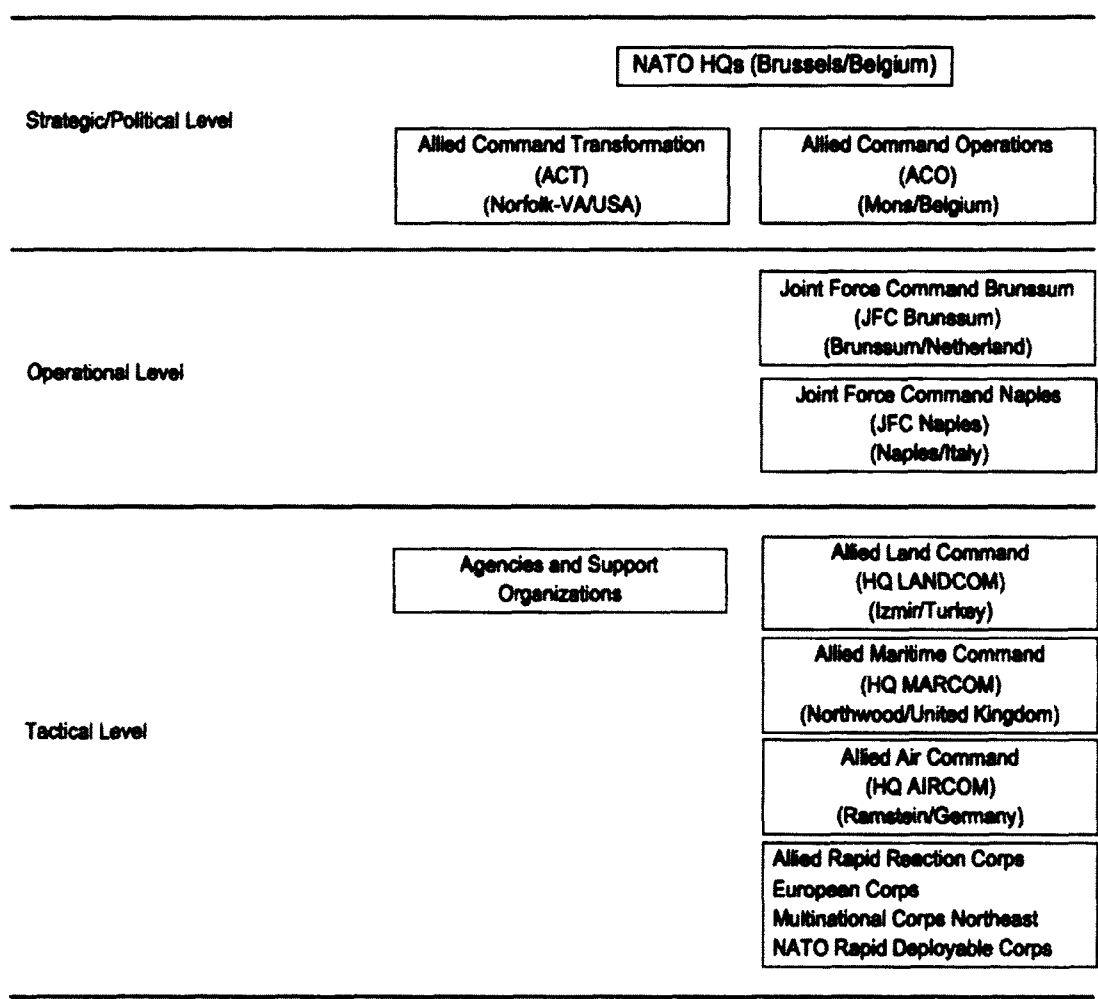 NATO HQs (Brussels/Belgium)
Strategic/Political Level
Allied Command Transformation
(ACT)
(Norfolk-VA/USA)
Allied Command Operations
(ACO)
(Mons/Belgium)
Joint Force Command Brunssum
(JFC Brunssum)
(Brunssum/Netherland)
Operational Level
Joint Force Command Naples
(JFC Naples)
(Naples/Italy)
Agencies and Support
Organizations
Allied Land Command
(HQ LANDCOM)
(Izmir/Turkey)
Allied Maritime Command
(HQ MARCOM)
(Northwood/United Kingdom)
Tactical Level
Allied Air Command
(HQ AIRCOM)
(Ramstein/Germany)
Allied Rapid Reaction Corps
European Corps
Multinational Corps Northeast
NATO Rapid Deployable Corps